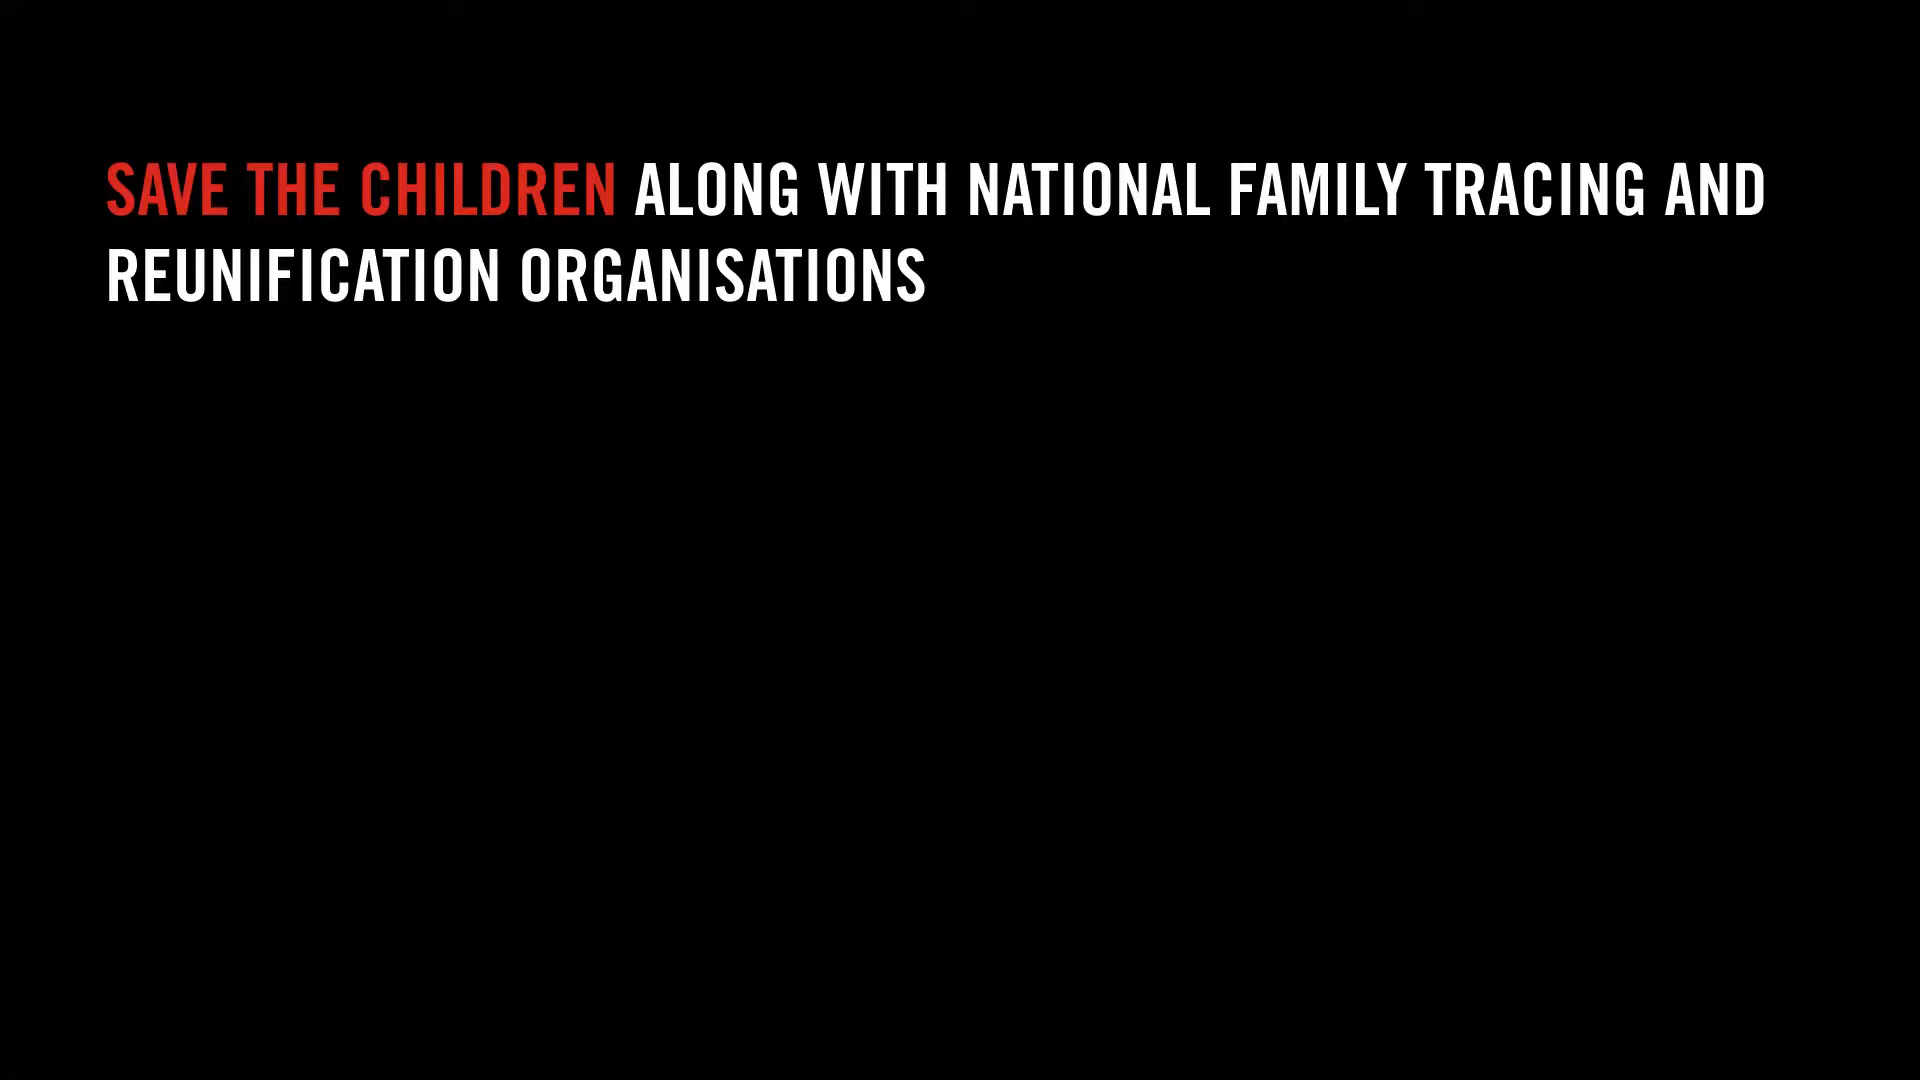 SAVE THE CHILDREN ALONG WITH NATIONAL FAMILY TRACING AND
REUNIFICATION ORGANISATIONS